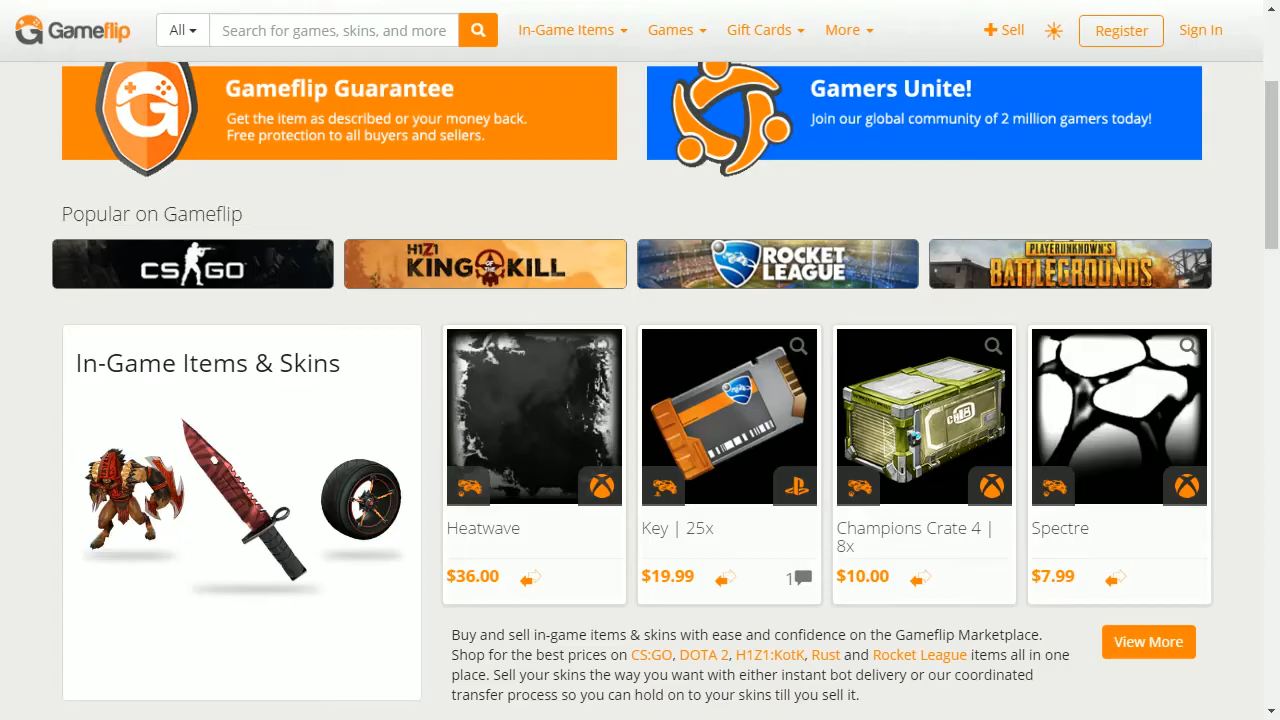 Gameflip
All
Search for games, skins, and more
In-Game Items
Games
Gift Cards
More
Sell
Register
Sign In
Gameflip Guarantee
Get the item as described or your money back.
Free protection to all buyers and sellers.
Gamers Unite!
Join our global community of 2 million gamers today!
Popular on Gameflip
CS GO
H1Z1
KING KILL
ROCKET
LEAGUE
PLAYERUNKNOWN'S
BATTLEGROUNDS
In-Game Items & Skins
Heatwave
$36.00
Key | 25x
$19.99
1
Champions Crate 4 |
8x
$10.00
Spectre
$7.99
Buy and sell in-game items & skins with ease and confidence on the Gameflip Marketplace.
Shop for the best prices on CS:GO, DOTA 2, H1Z1:KotK, Rust and Rocket League items all in one
place. Sell your skins the way you want with either instant bot delivery or our coordinated
transfer process so you can hold on to your skins till you sell it.
View More